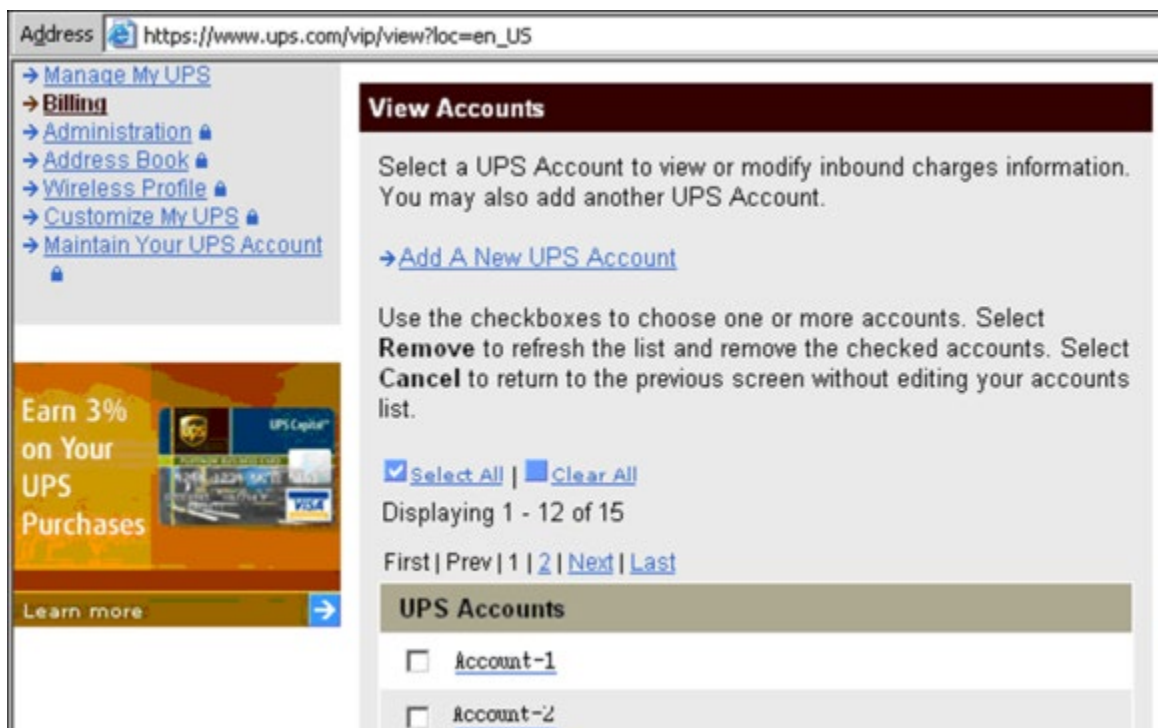 Address https://www.ups.com/vip/view?loc=en_US
Manage My UPS
Billing
Administration
Address Book
Wireless Profile
Customize My UPS
Maintain Your UPS Account
Earn 3%
on Your
UPS
Purchases
UPS Capital
VISA
Learn more
View Accounts
Select a UPS Account to view or modify inbound charges information.
You may also add another UPS Account.
Add A New UPS Account
Use the checkboxes to choose one or more accounts. Select
Remove to refresh the list and remove the checked accounts. Select
Cancel to return to the previous screen without editing your accounts
list.
Select All | Clear All
Displaying 1 - 12 of 15
First | Prev | 1 | 2 | Next | Last
UPS Accounts
Account-1
Account-2